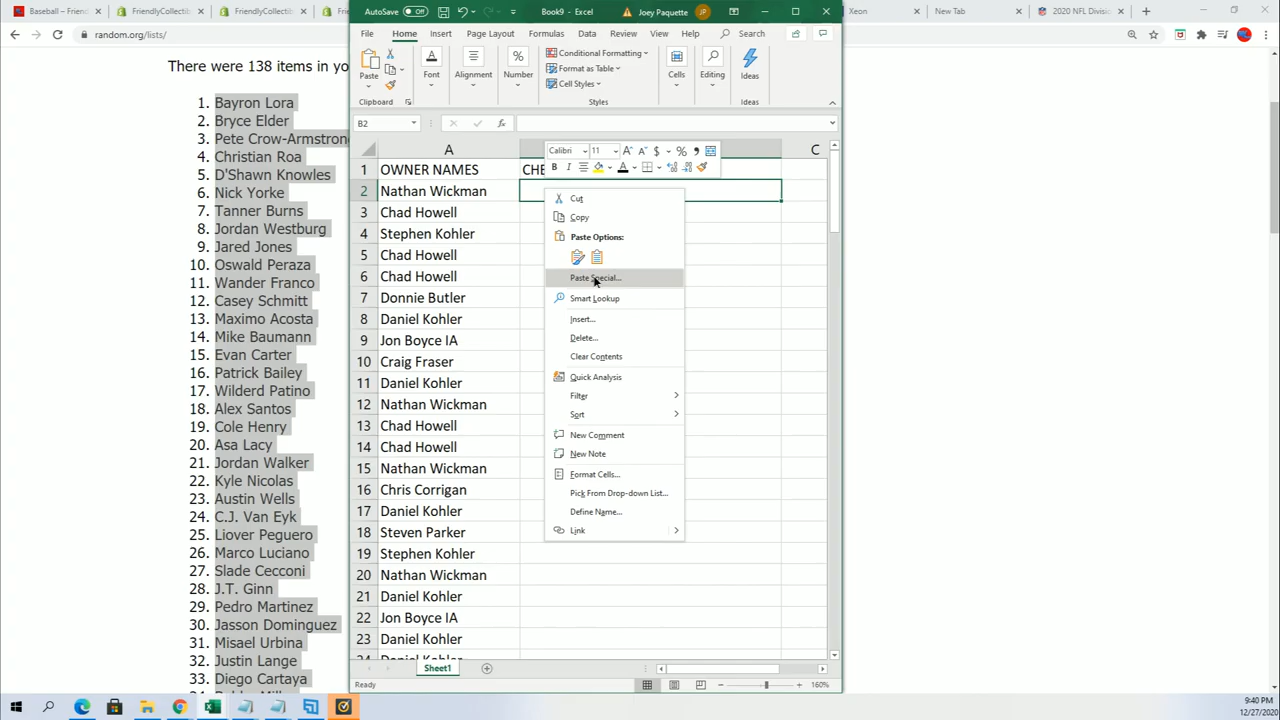 Baseball – Friend
FriendlyCollectib
FriendlyCollectib
Fri
AutoSave
Off
Book9 - Excel
Joey Paquette
JP
Xeon
New Tab
2020 NFL Divisi
random.org/lists/
File
Home
Insert
Page Layout
Formulas
Data
Review
View
Help
Search
Paste
Font
Alignment
Number
Conditional Formatting
Format as Table
Cell Styles
Cells
Editing
Ideas
Clipboard
Styles
Ideas
B2
fx
There were 138 items in yo
1. Bayron Lora
2. Bryce Elder
3. Pete Crow-Armstrong
4. Christian Roa
5. D'Shawn Knowles
6. Nick Yorke
7. Tanner Burns
8. Jordan Westburg
9. Jared Jones
10. Oswald Peraza
11. Wander Franco
12. Casey Schmitt
13. Maximo Acosta
14. Mike Baumann
15. Evan Carter
16. Patrick Bailey
17. Wilderd Patino
18. Alex Santos
19. Cole Henry
20. Asa Lacy
21. Jordan Walker
22. Kyle Nicolas
23. Austin Wells
24. C.J. Van Eyk
25. Liover Peguero
26. Marco Luciano
27. Slade Cecconi
28. J.T. Ginn
29. Pedro Martinez
30. Jasson Dominguez
31. Misael Urbina
32. Justin Lange
33. Diego Cartaya
A
C
1 OWNER NAMES CHE
2 Nathan Wickman
3 Chad Howell
4 Stephen Kohler
5 Chad Howell
6 Chad Howell
7 Donnie Butler
8 Daniel Kohler
9 Jon Boyce IA
10 Craig Fraser
11 Daniel Kohler
12 Nathan Wickman
13 Chad Howell
14 Chad Howell
15 Nathan Wickman
16 Chris Corrigan
17 Daniel Kohler
18 Steven Parker
19 Stephen Kohler
20 Nathan Wickman
21 Daniel Kohler
22 Jon Boyce IA
23 Daniel Kohler
24 Daniel Kohler
Calibri
11
A A $ % 9
B I
Cut
Copy
Paste Options:
Paste Special...
Smart Lookup
Insert...
Delete...
Clear Contents
Quick Analysis
Filter
Sort
New Comment
New Note
Format Cells...
Pick From Drop-down List...
Define Name...
Link
Sheet1
Ready
160%
9:40 PM
12/27/2020